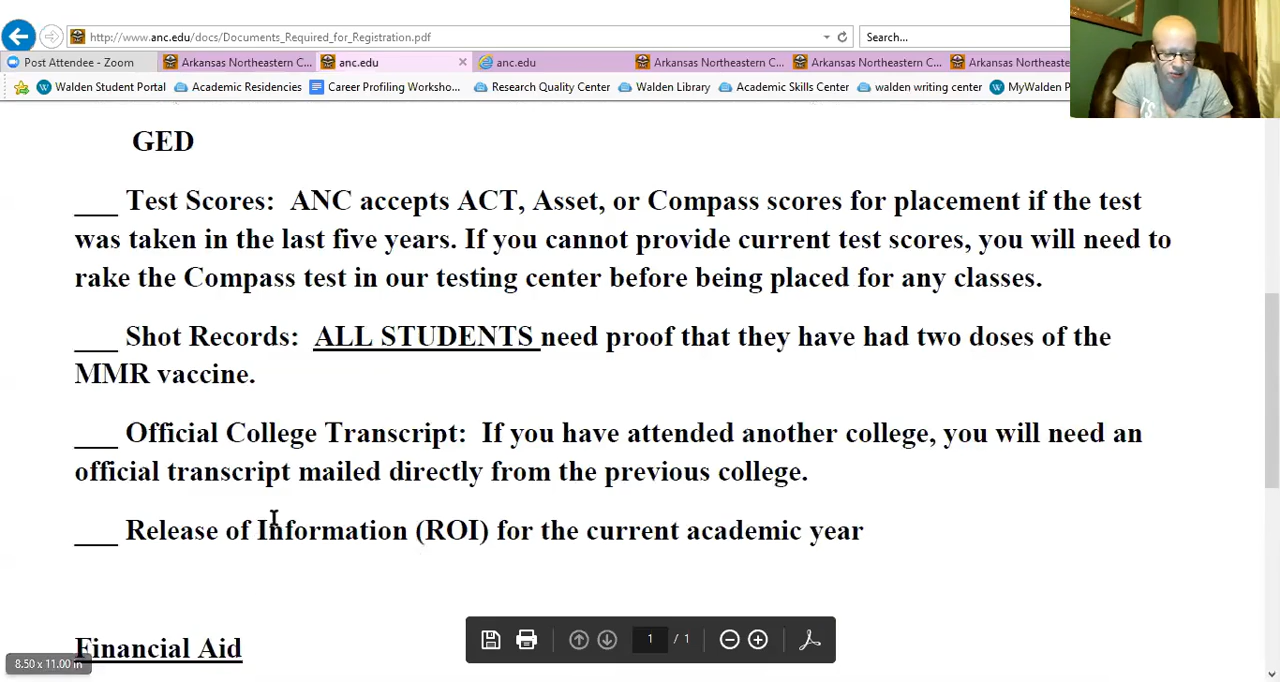 http://www.anc.edu/docs/Documents_Required_for_Registration.pdf
Search...
Post Attendee - Zoom
Arkansas Northeastern C...
anc.edu
anc.edu
Arkansas Northeastern C...
Arkansas Northeastern C...
Arkansas Northeastern
Walden Student Portal
Academic Residencies
Career Profiling Worksho...
Research Quality Center
Walden Library
Academic Skills Center
walden writing center
MyWalden
GED
___ Test Scores: ANC accepts ACT, Asset, or Compass scores for placement if the test
was taken in the last five years. If you cannot provide current test scores, you will need to
rake the Compass test in our testing center before being placed for any classes.
___ Shot Records: ALL STUDENTS need proof that they have had two doses of the
MMR vaccine.
___ Official College Transcript: If you have attended another college, you will need an
official transcript mailed directly from the previous college.
___ Release of Information (ROI) for the current academic year
Financial Aid
1 / 1
8.50 x 11.00 in